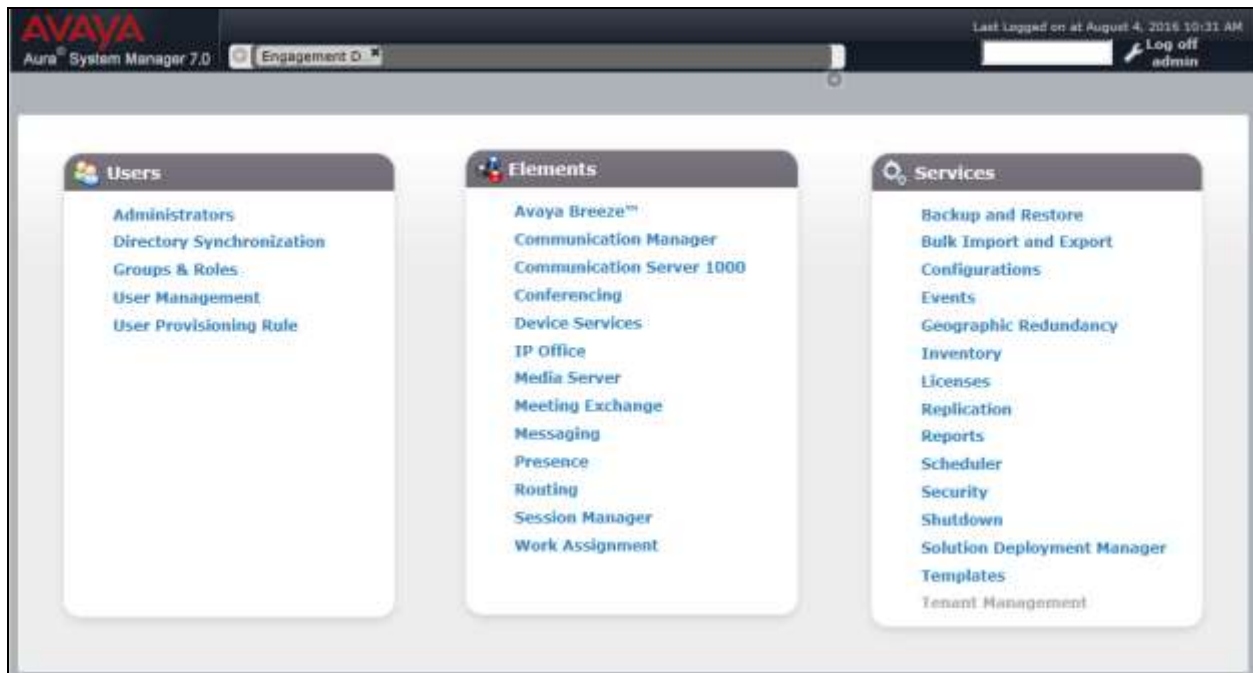 AVAYA
Aura® System Manager 7.0
Engagement D
Last Logged on at August 4, 2016 10:31 AM
Log off
admin
Users
Administrators
Directory Synchronization
Groups & Roles
User Management
User Provisioning Rule
Elements
Avaya Breeze™
Communication Manager
Communication Server 1000
Conferencing
Device Services
IP Office
Media Server
Meeting Exchange
Messaging
Presence
Routing
Session Manager
Work Assignment
Services
Backup and Restore
Bulk Import and Export
Configurations
Events
Geographic Redundancy
Inventory
Licenses
Replication
Reports
Scheduler
Security
Shutdown
Solution Deployment Manager
Templates
Tenant Management